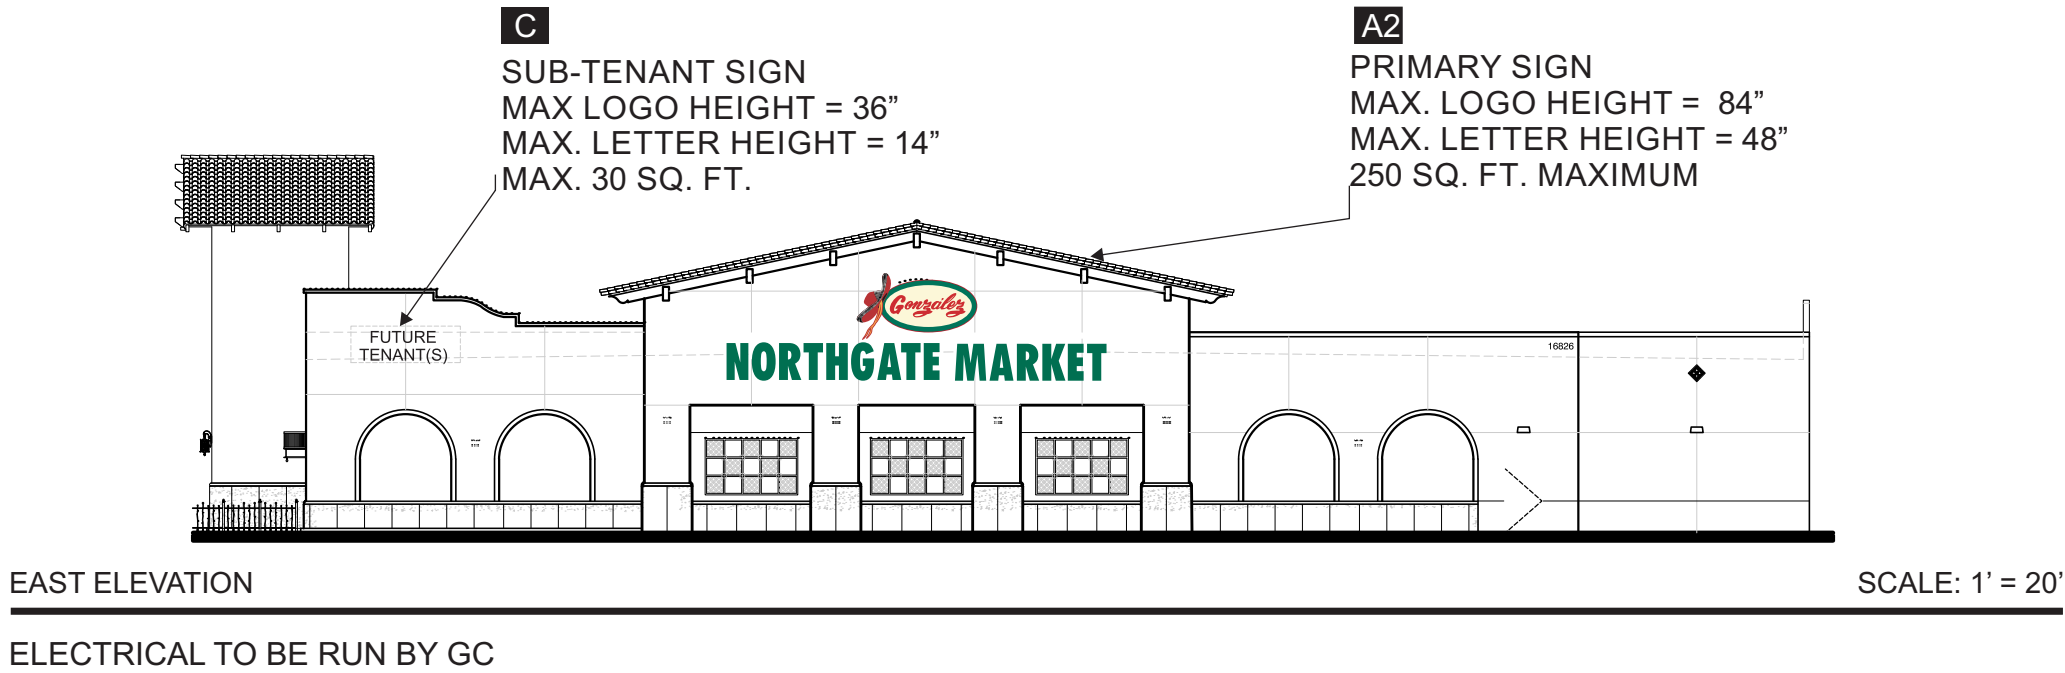 C
SUB-TENANT SIGN
MAX LOGO HEIGHT = 36”
MAX. LETTER HEIGHT = 14”
MAX. 30 SQ. FT.
A2
PRIMARY SIGN
MAX. LOGO HEIGHT = 84”
MAX. LETTER HEIGHT = 48”
250 SQ. FT. MAXIMUM
González
NORTHGATE MARKET
FUTURE
TENANT(S)
16826
EAST ELEVATION
SCALE: 1’ = 20’
ELECTRICAL TO BE RUN BY GC